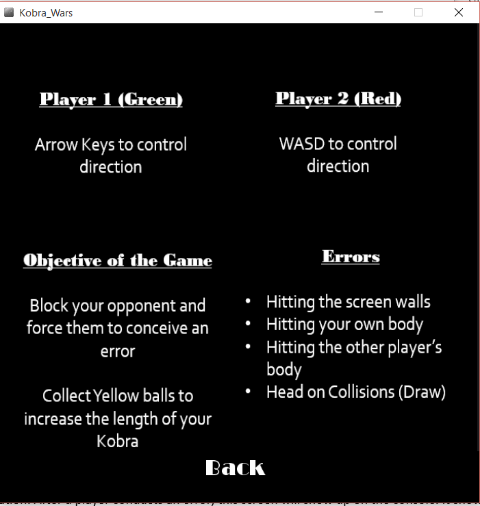 Kobra_Wars
Player 1 (Green)
Arrow Keys to control
direction
Player 2 (Red)
WASD to control
direction
Objective of the Game
Block your opponent and
force them to conceive an
error
Collect Yellow balls to
increase the length of your
Kobra
Errors
• Hitting the screen walls
• Hitting your own body
• Hitting the other player's
body
• Head on Collisions (Draw)
Back